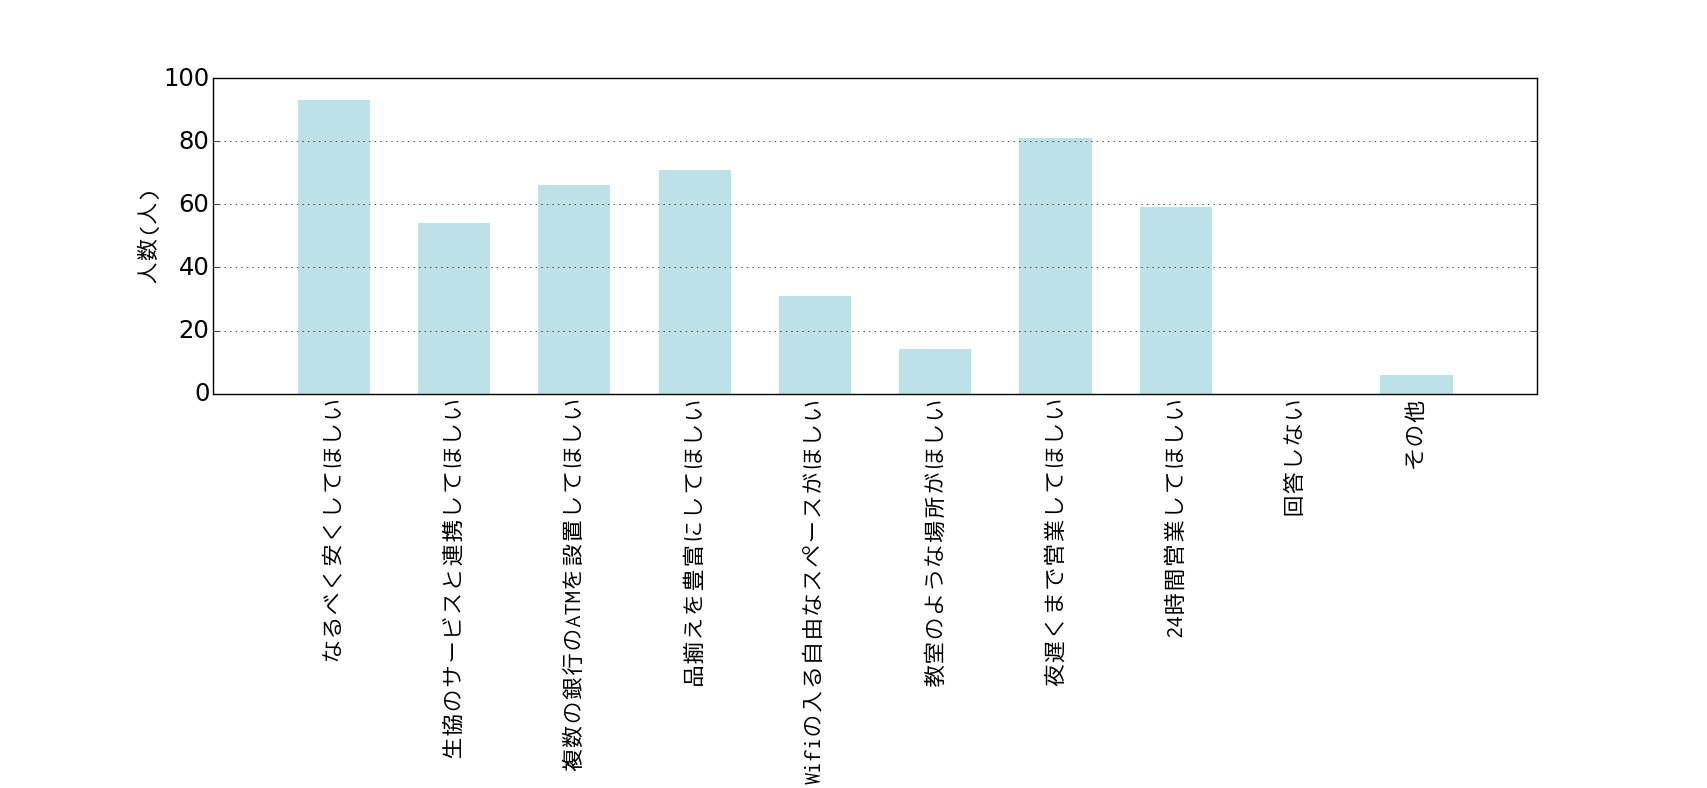 100
80
60
40
20
0
人数(人)
なるべく安くしてほしい
生協のサービスと連携してほしい
複数の銀行のATMを設置してほしい
品揃えを豊富にしてほしい
Wifiの入る自由なスペースがほしい
教室のような場所がほしい
夜遅くまで営業してほしい
24時間営業してほしい
回答しない
その他